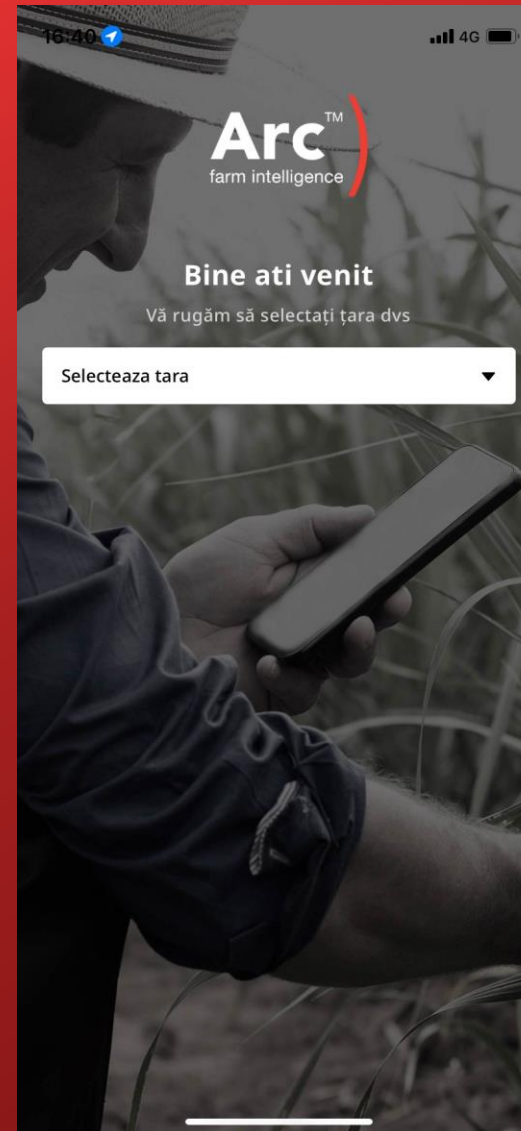 16:40
4G
Arc™
farm intelligence
Bine ati venit
Vă rugăm să selectați țara dvs
Selecteaza tara